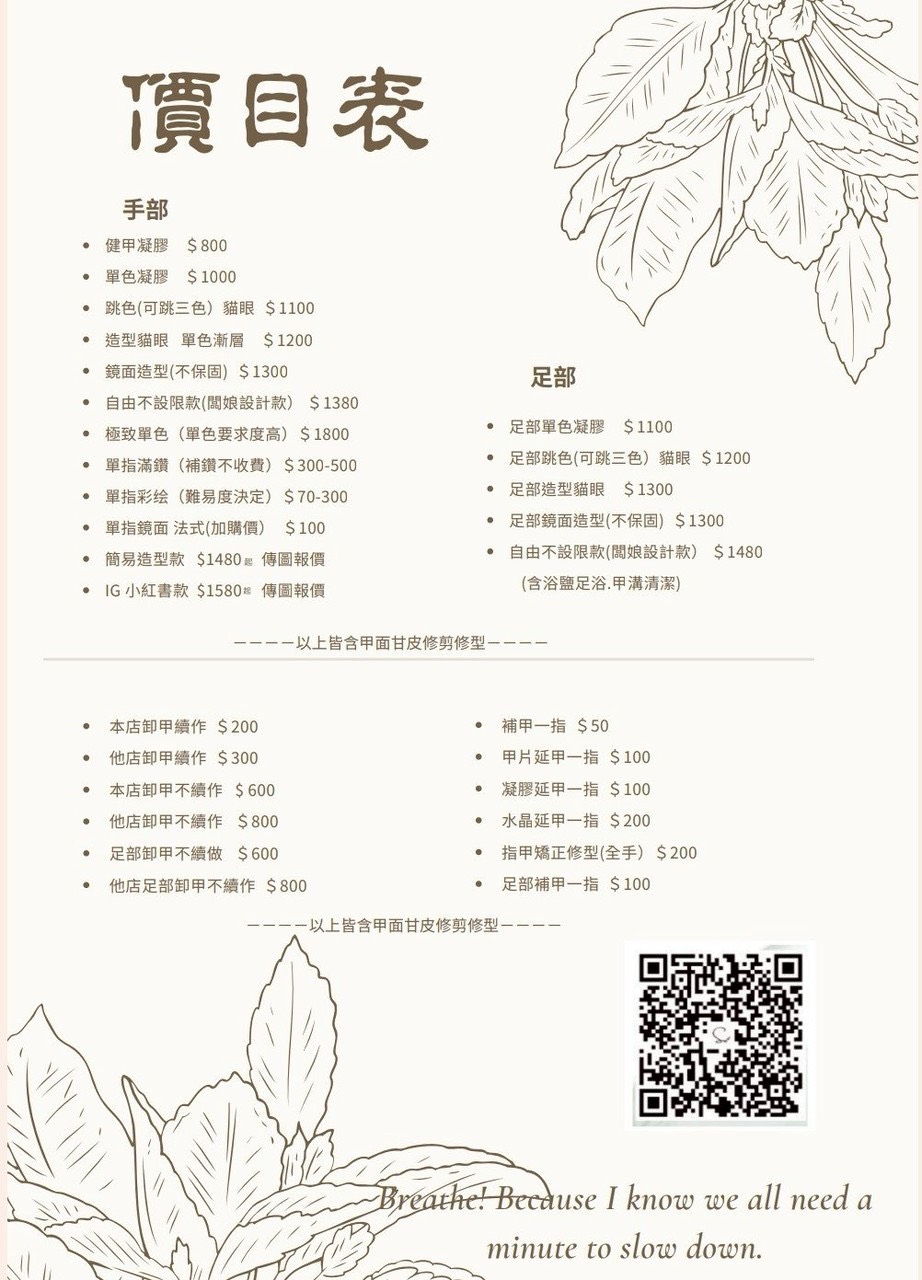 價目表
手部
• 健甲凝膠 $800
• 單色凝膠 $1000
• 跳色(可跳三色）貓眼 $1100
• 造型貓眼 單色漸層 $1200
• 鏡面造型(不保固) $1300
• 自由不設限款(闆娘設計款） $1380
• 極致單色（單色要求度高）$1800
• 單指滿鑽（補鑽不收費）$300-500
• 單指彩绘（難易度決定）$70-300
• 單指鏡面 法式(加購價） $100
• 簡易造型款 $1480起 傳圖報價
• IG 小紅書款 $1580起 傳圖報價
足部
• 足部單色凝膠 $1100
• 足部跳色(可跳三色）貓眼 $1200
• 足部造型貓眼 $1300
• 足部鏡面造型(不保固) $1300
• 自由不設限款(闆娘設計款） $1480
(含浴鹽足浴.甲溝清潔)
－－－－以上皆含甲面甘皮修剪修型－－－－
• 本店卸甲續作 $200
• 他店卸甲續作 $300
• 本店卸甲不續作 $600
• 他店卸甲不續作 $800
• 足部卸甲不續做 $600
• 他店足部卸甲不續作 $800
• 補甲一指 $50
• 甲片延甲一指 $100
• 凝膠延甲一指 $100
• 水晶延甲一指 $200
• 指甲矯正修型(全手）$200
• 足部補甲一指 $100
－－－－以上皆含甲面甘皮修剪修型－－－－
Breathe! Because I know we all need a
minute to slow down.